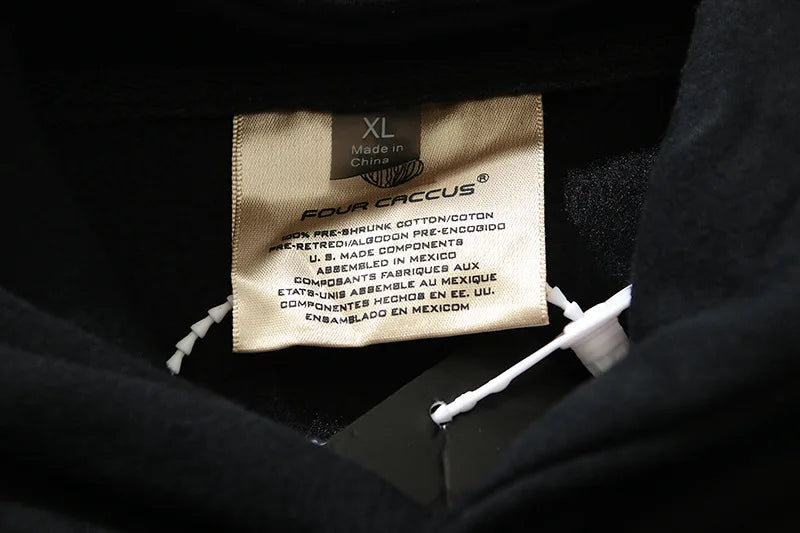 XL
Made in
China
FOUR CACCUS®
100% PRE-SHRUNK COTTON/COTON
PRE-RETREDI/ALGODON PRE-ENCOGIDO
U. S. MADE COMPONENTS
ASSEMBLED IN MEXICO
COMPOSANTS FABRIQUES AUX
ETATS-UNIS ASSEMBLE AU MEXIQUE
COMPONENTES HECHOS EN EE. UU.
ENSAMBLADO EN MEXICOM